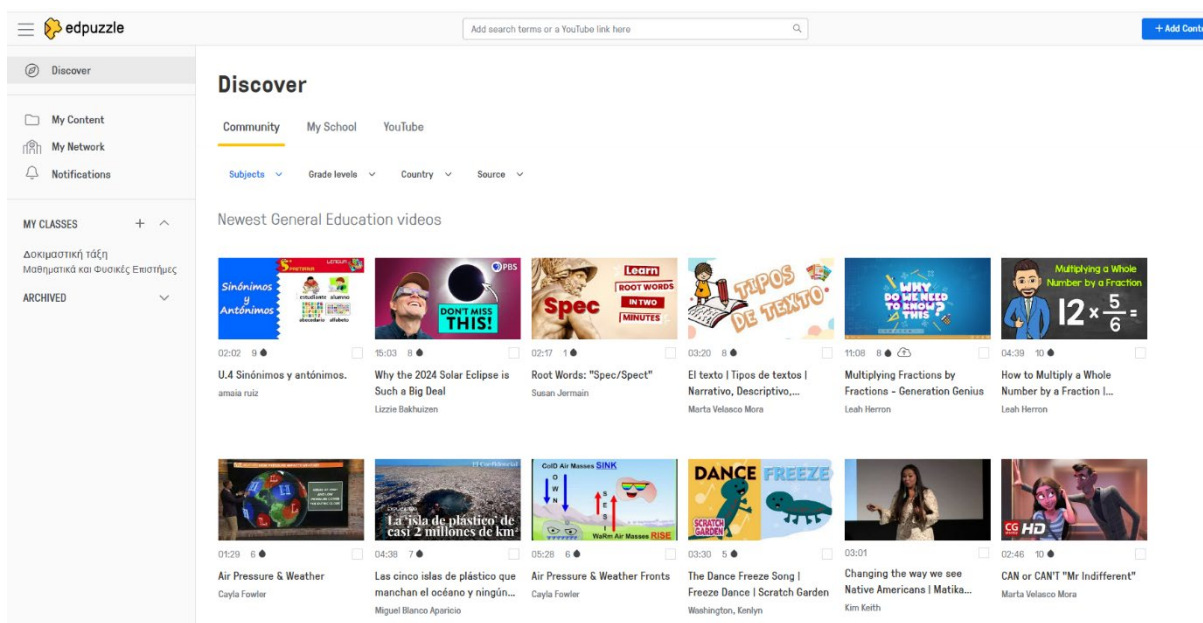 edpuzzle
Add search terms or a YouTube link here
+ Add Conte
Discover
My Content
My Network
Notifications
MY CLASSES
Δοκιμαστική τάξη
Μαθηματικά και Φυσικές Επιστήμες
ARCHIVED
Discover
Community My School YouTube
Subjects Grade levels Country Source
Newest General Education videos
Sinónimos
y
Antónimos
estudiante alumno
abecedario alfabeto
PBS
DON'T MISS
THIS!
Spec
Learn
ROOT WORDS
IN TWO
MINUTES
TIPOS
DE TEXTO
WHY
DO WE NEED
TO KNOW
THIS?
Multiplying a Whole
Number by a Fraction
12 × 5/6 =
02:02 9
15:03 8
02:17 1
03:20 8
11:08 8
04:39 10
U.4 Sinónimos y antónimos.
amaia ruiz
Why the 2024 Solar Eclipse is
Such a Big Deal
Lizzie Bakhuizen
Root Words: "Spec/Spect"
Susan Jermain
El texto | Tipos de textos |
Narrativo, Descriptivo,...
Marta Velasco Mora
Multiplying Fractions by
Fractions - Generation Genius
Leah Herron
How to Multiply a Whole
Number by a Fraction |...
Leah Herron
El Confidencial
La 'isla de plástico' de
casi 2 millones de km²
ColD Air Masses SINK
D
O
W
N
R
I
S
E
S
WaRm Air Masses RISE
DANCE FREEZE
SCRATCH
GARDEN
CG HD
01:29 6
04:38 7
05:28 6
03:30 5
03:01
02:46 10
Air Pressure & Weather
Cayla Fowler
Las cinco islas de plástico que
manchan el océano y ningún...
Miguel Blanco Aparicio
Air Pressure & Weather Fronts
Cayla Fowler
The Dance Freeze Song |
Freeze Dance | Scratch Garden
Washington, Kenlyn
Changing the way we see
Native Americans | Matika...
Kim Keith
CAN or CAN'T "Mr Indifferent"
Marta Velasco Mora